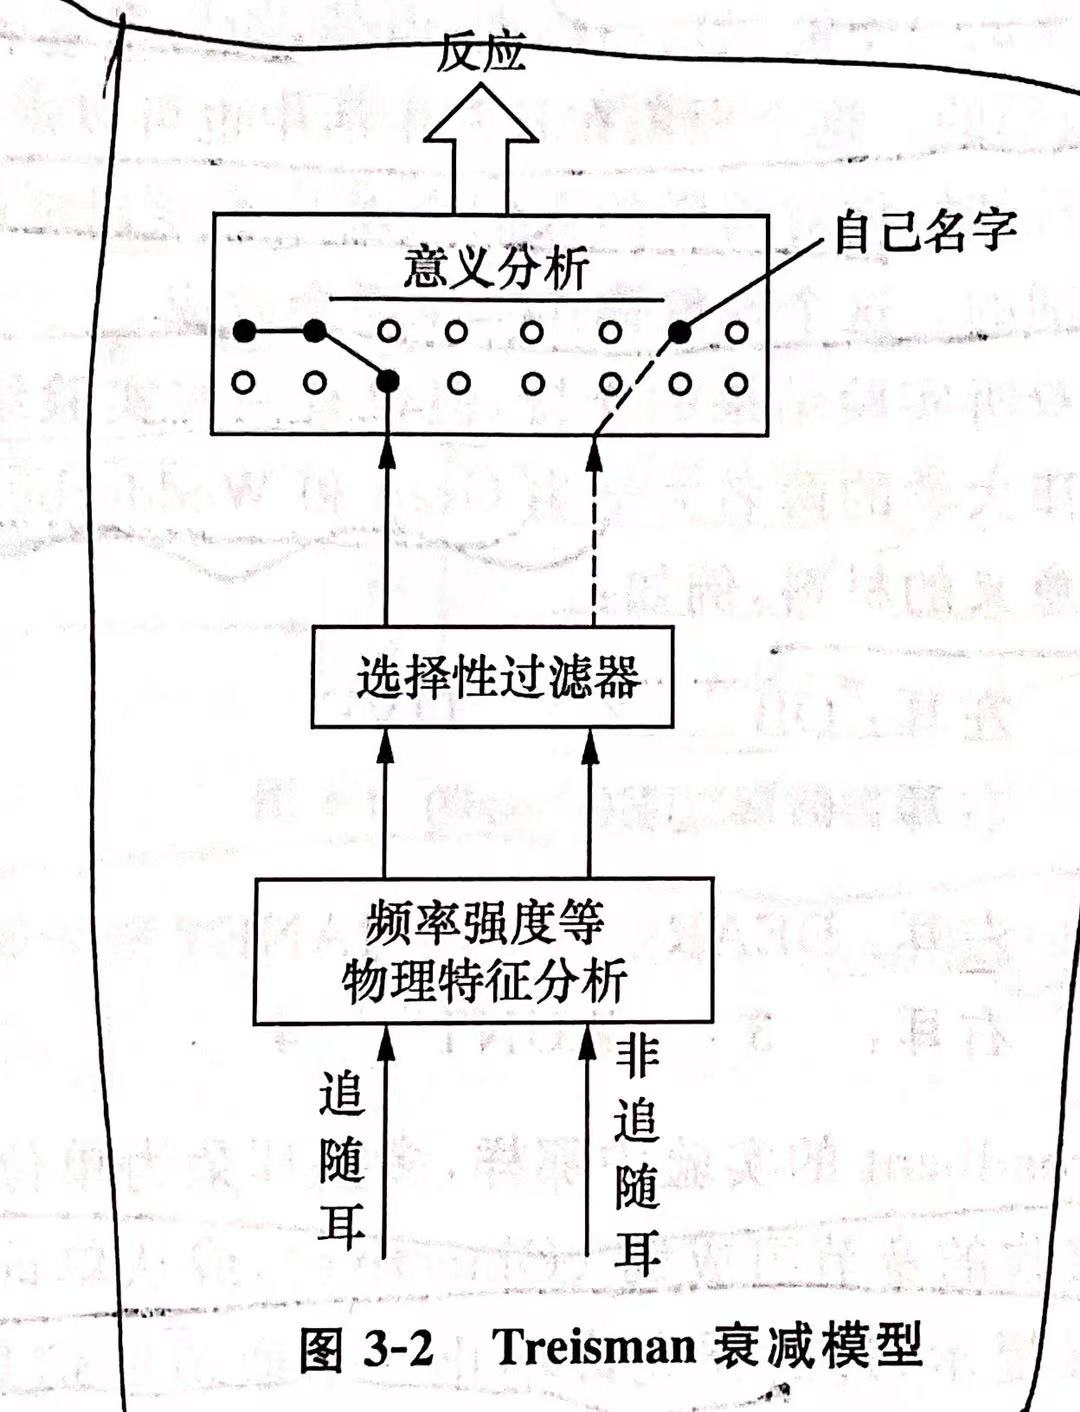 反应
自己名字
意义分析
选择性过滤器
频率强度等
物理特征分析
追随耳
非追随耳
图 3-2 Treisman 衰减模型